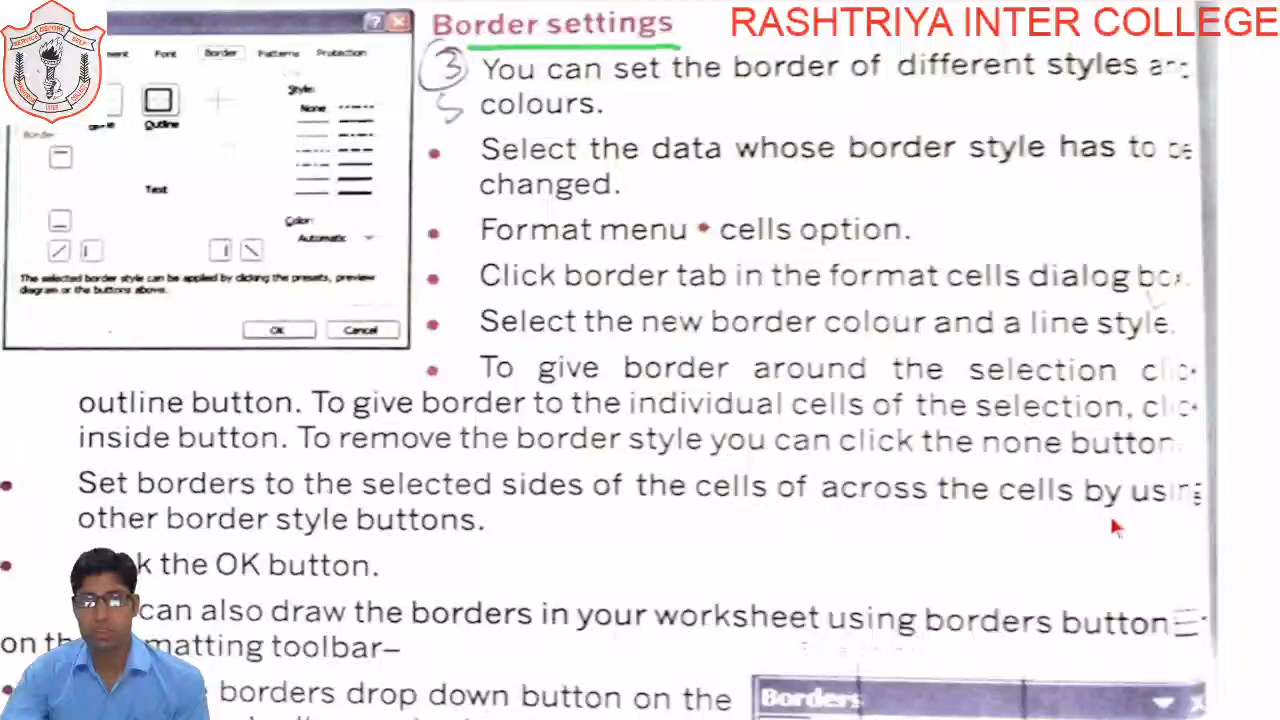 RASHTRIYA INTER COLLEGE
SERVICE BEFORE SELF
Font Border Patterns Protection
Style:
None
Outline
Border
Text
Color:
Automatic
The selected border style can be applied by clicking the presets, preview
diagram or the buttons above.
OK Cancel
Border settings
3 You can set the border of different styles
colours.
• Select the data whose border style has to
changed.
• Format menu • cells option.
• Click border tab in the format cells dialog
• Select the new border colour and a line style.
• To give border around the selection
outline button. To give border to the individual cells of the selection,
inside button. To remove the border style you can click the none button.
• Set borders to the selected sides of the cells of across the cells by
other border style buttons.
• k the OK button.
can also draw the borders in your worksheet using borders button
on matting toolbar–
• borders drop down button on the
Borders